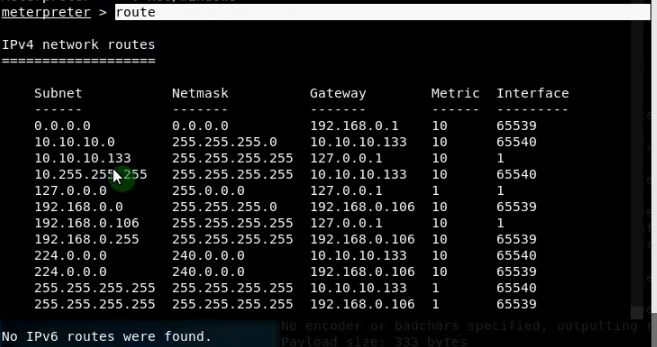 meterpreter > route
IPv4 network routes
===================
Subnet Netmask Gateway Metric Interface
------ ------- ------- ------ ---------
0.0.0.0 0.0.0.0 192.168.0.1 10 65539
10.10.10.0 255.255.255.0 10.10.10.133 10 65540
10.10.10.133 255.255.255.255 127.0.0.1 10 1
10.255.255.255 255.255.255.255 10.10.10.133 10 65540
127.0.0.0 255.0.0.0 127.0.0.1 1 1
192.168.0.0 255.255.255.0 192.168.0.106 10 65539
192.168.0.106 255.255.255.255 127.0.0.1 10 1
192.168.0.255 255.255.255.255 192.168.0.106 10 65539
224.0.0.0 240.0.0.0 10.10.10.133 10 65540
224.0.0.0 240.0.0.0 192.168.0.106 10 65539
255.255.255.255 255.255.255.255 10.10.10.133 1 65540
255.255.255.255 255.255.255.255 192.168.0.106 1 65539
No encoder or badchars specified, outputting
No IPv6 routes were found.
Payload size: 333 bytes